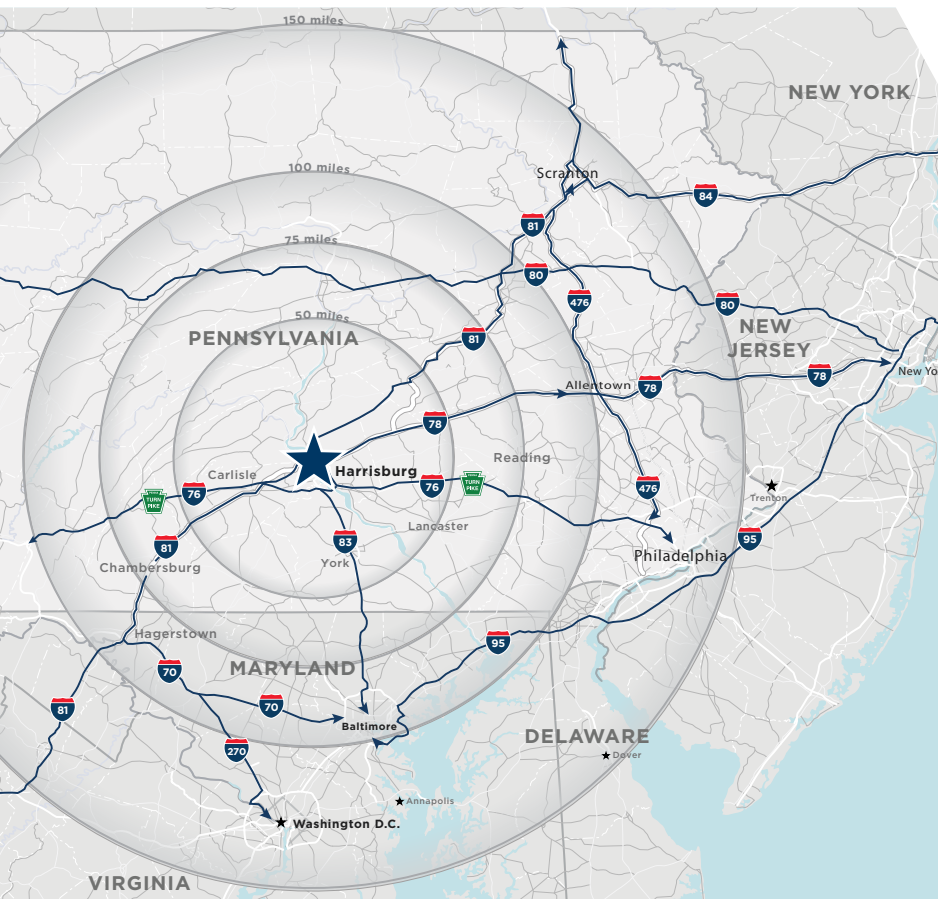 150 miles
NEW YORK
100 miles
Scranton
84
81
75 miles
80
476
80
50 miles
PENNSYLVANIA
NEW
JERSEY
81
New Yo
78
Allentown
78
78
Reading
Harrisburg
Carlisle
76
TURN
PIKE
76
TURN
PIKE
476
Trenton
Lancaster
95
83
81
Philadelphia
York
Chambersburg
Hagerstown
95
MARYLAND
70
70
81
Baltimore
DELAWARE
270
Dover
Annapolis
Washington D.C.
VIRGINIA